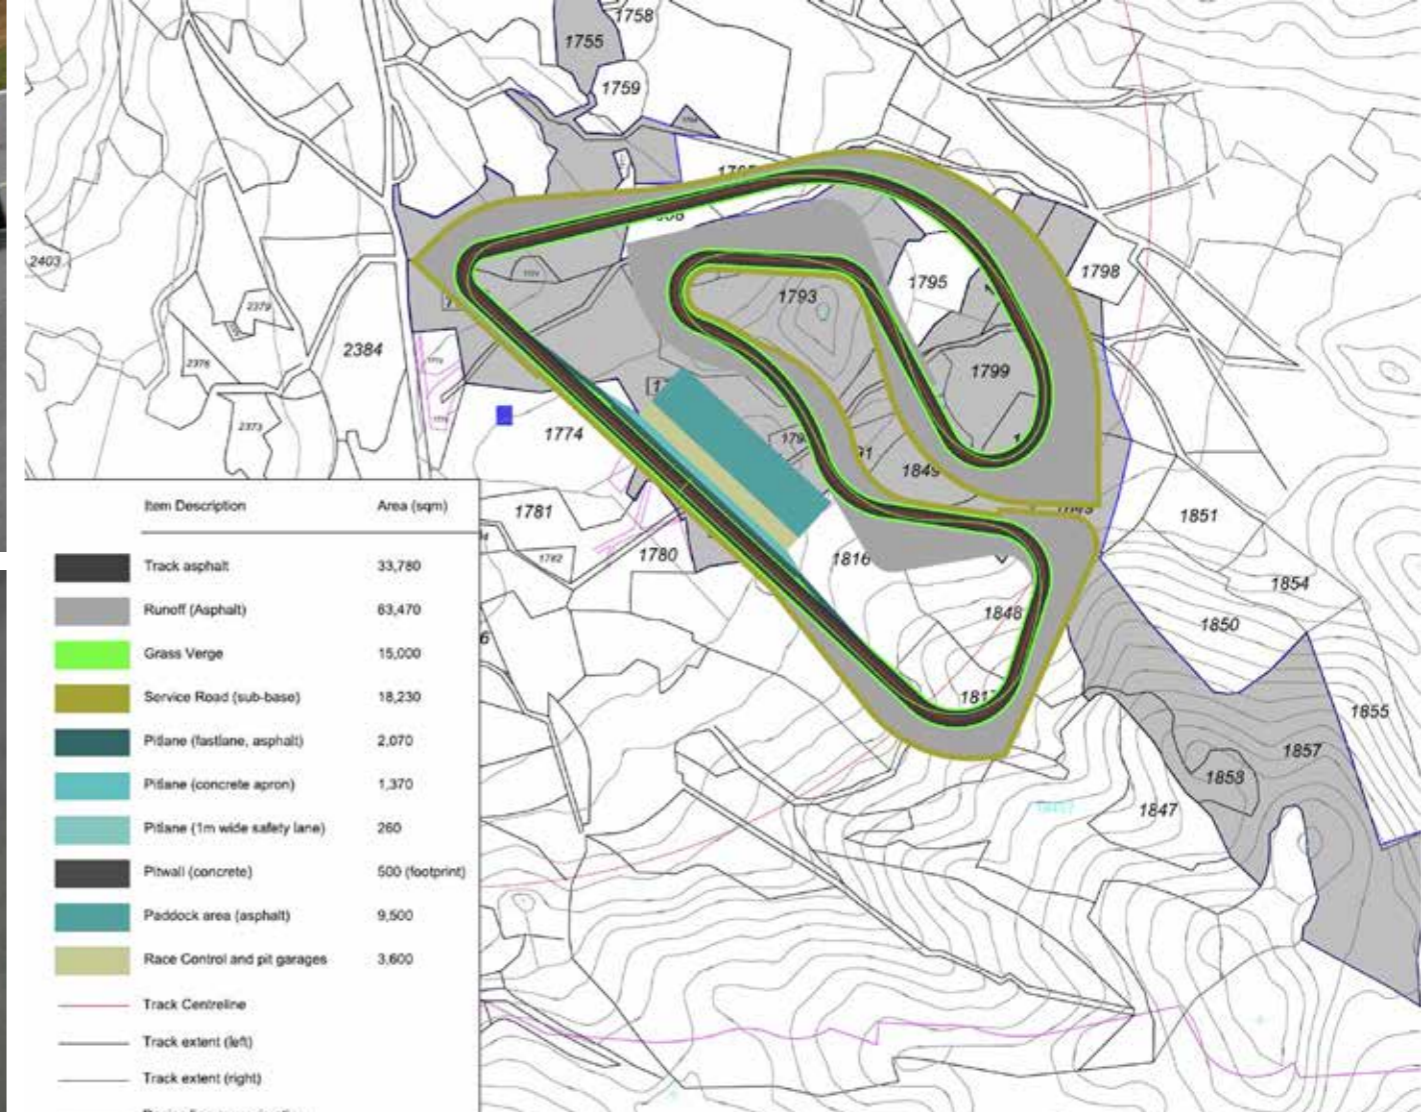 1758
1755
1759
1798
1795
2403
1793
2379
2384
2376
1799
2373
1774
1849
1851
1781
1782
1780
1816
1854
1848
1850
1817
1855
1857
1858
1847
Item Description Area (sqm)
Track asphalt 33,780
Runoff (Asphalt) 63,470
Grass Verge 15,000
Service Road (sub-base) 18,230
Pitlane (fastlane, asphalt) 2,070
Pitlane (concrete apron) 1,370
Pitlane (1m wide safety lane) 260
Pitwall (concrete) 500 (footprint)
Paddock area (asphalt) 9,500
Race Control and pit garages 3,600
Track Centreline
Track extent (left)
Track extent (right)